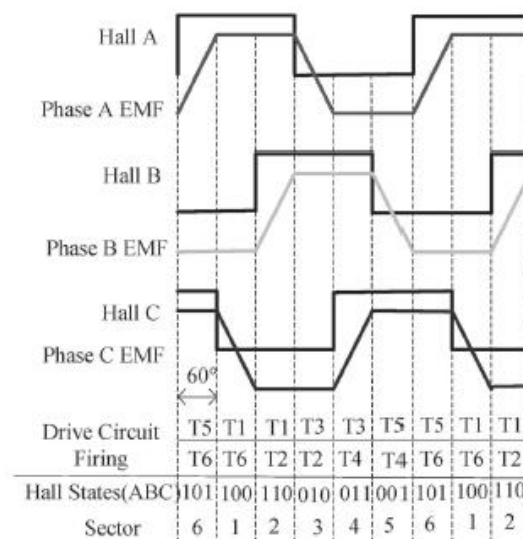 Hall A
Phase A EMF
Hall B
Phase B EMF
Hall C
Phase C EMF
60°
Drive Circuit T5 T1 T1 T3 T3 T5 T5 T1 T1
Firing T6 T6 T2 T2 T4 T4 T6 T6 T2
Hall States(ABC) 101 100 110 010 011 001 101 100 110
Sector 6 1 2 3 4 5 6 1 2